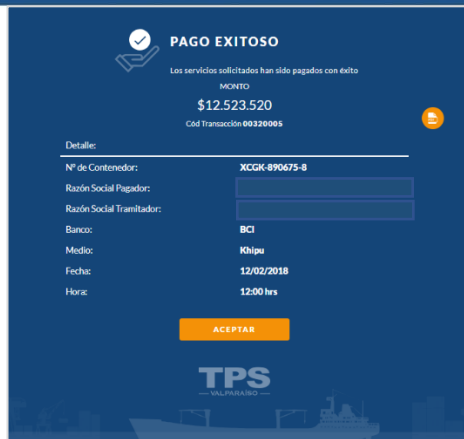 PAGO EXITOSO
Los servicios solicitados han sido pagados con éxito
MONTO
$12.523.520
Cód Transacción 00320005
Detalle:
Nº de Contenedor: XCGK-890675-8
Razón Social Pagador:
Razón Social Tramitador:
Banco: BCI
Medio: Khipu
Fecha: 12/02/2018
Hora: 12:00 hrs
ACEPTAR
TPS
VALPARAÍSO